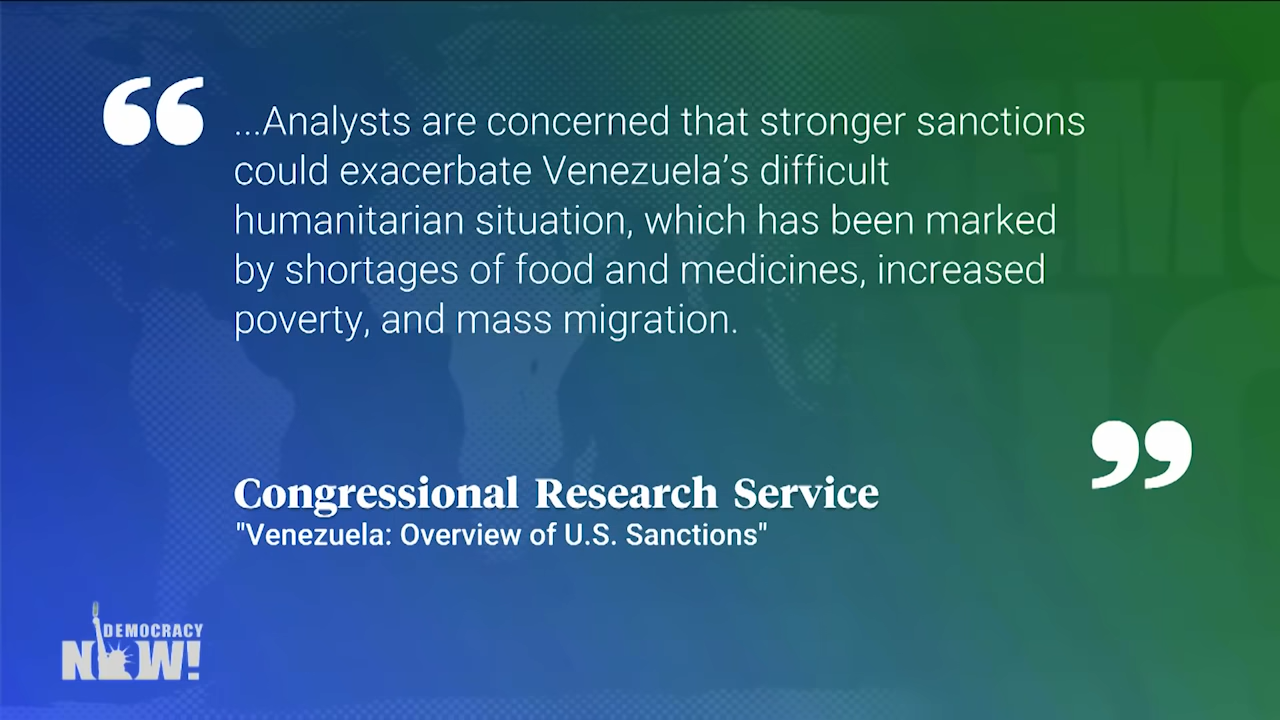 “
...Analysts are concerned that stronger sanctions
could exacerbate Venezuela’s difficult
humanitarian situation, which has been marked
by shortages of food and medicines, increased
poverty, and mass migration.
”
Congressional Research Service
"Venezuela: Overview of U.S. Sanctions"
DEMOCRACY
NOW!